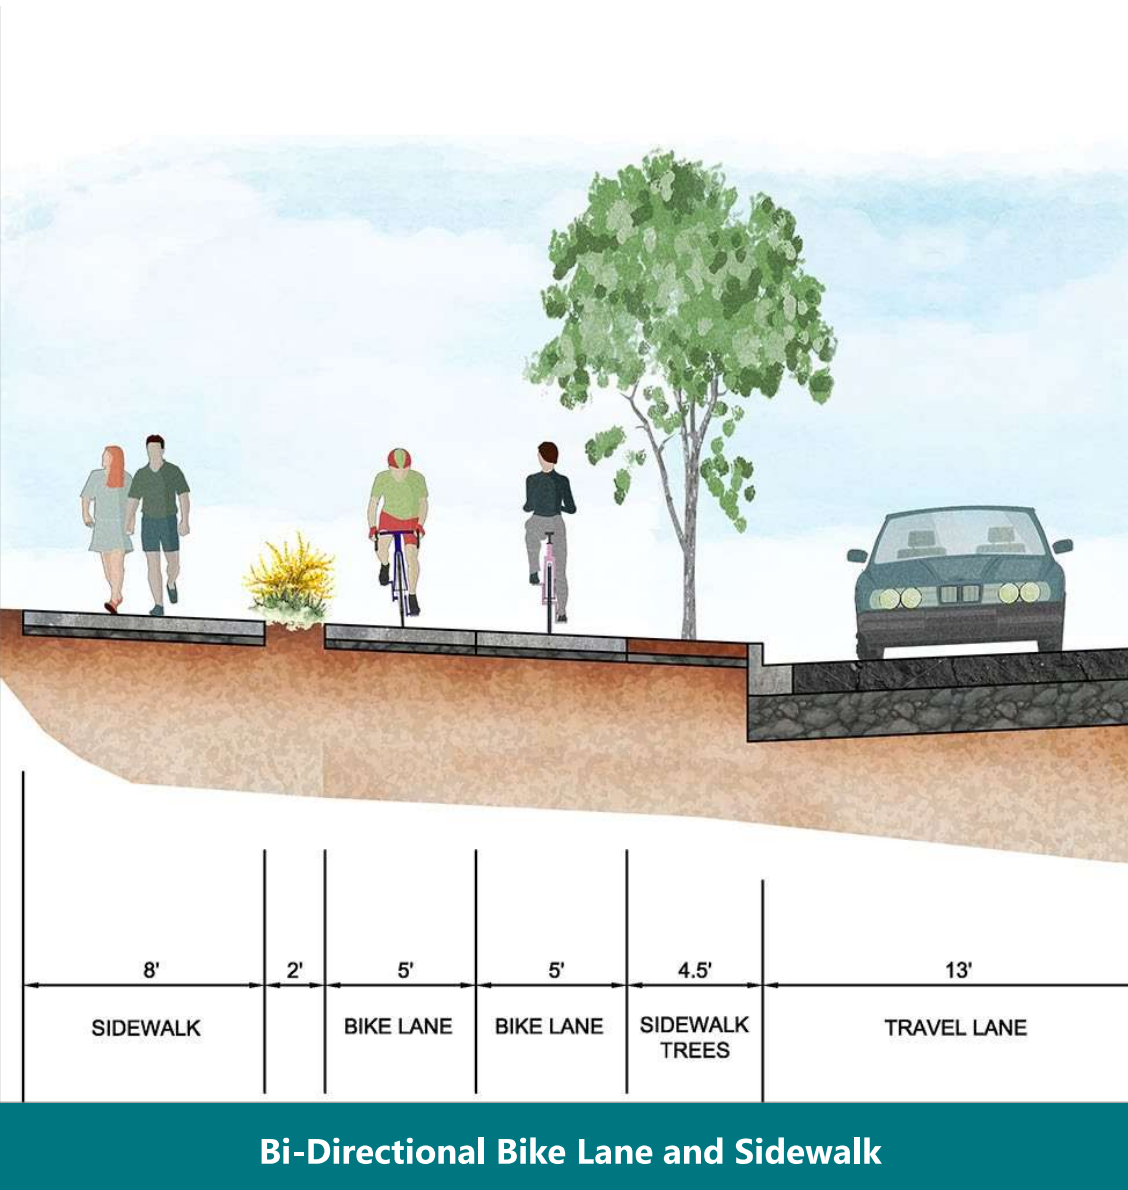 8'
2'
5'
5'
4.5'
13'
SIDEWALK
BIKE LANE
BIKE LANE
SIDEWALK
TREES
TRAVEL LANE
Bi-Directional Bike Lane and Sidewalk